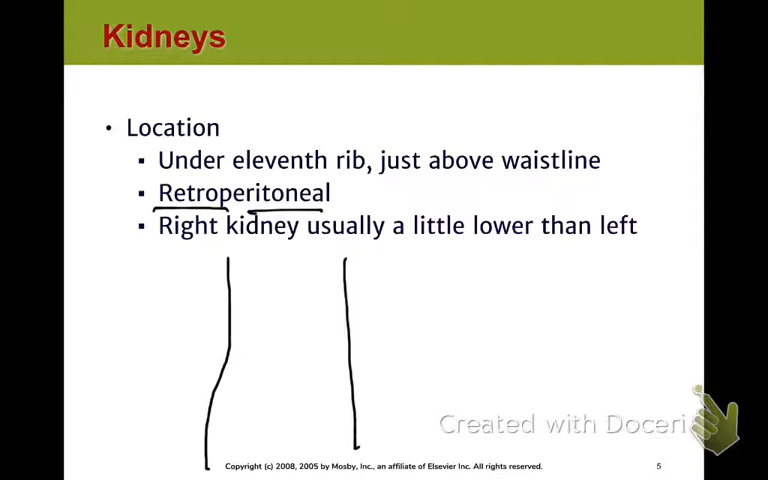 Kidneys
• Location
▪ Under eleventh rib, just above waistline
▪ Retroperitoneal
▪ Right kidney usually a little lower than left
Created with Doceri
Copyright (c) 2008, 2005 by Mosby, Inc., an affiliate of Elsevier Inc. All rights reserved.
5